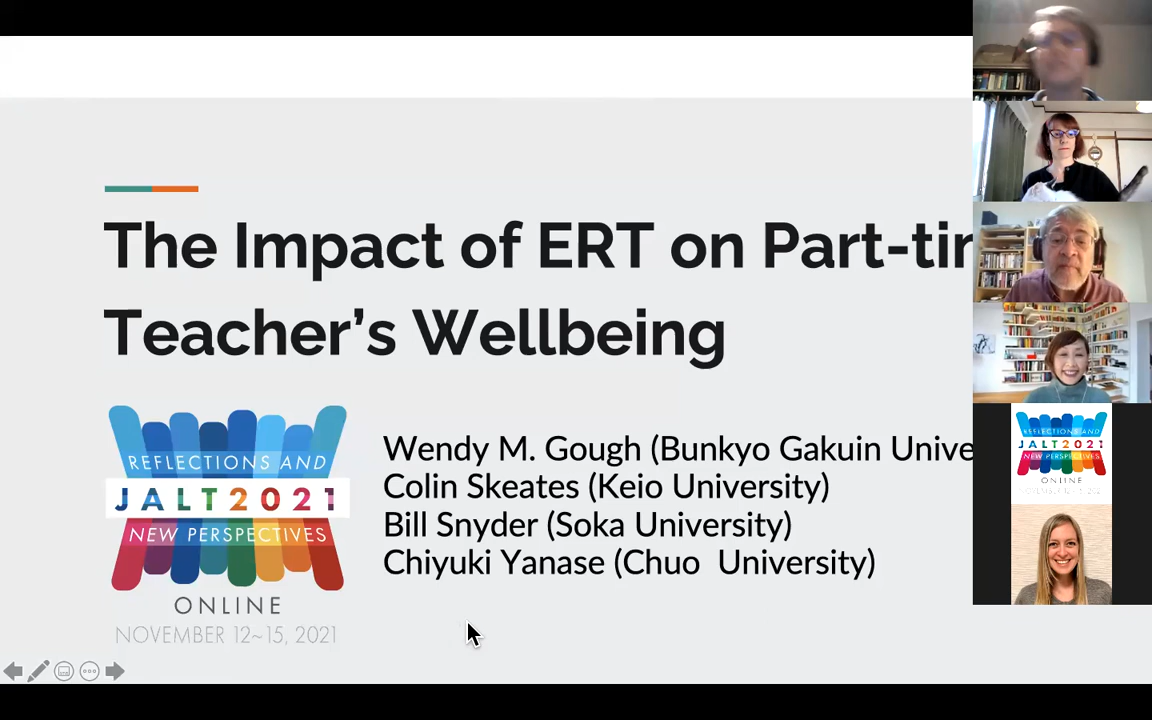 The Impact of ERT on Part-tir
Teacher's Wellbeing
REFLECTIONS AND
JALT2021
NEW PERSPECTIVES
ONLINE
NOVEMBER 12~15, 2021
Wendy M. Gough (Bunkyo Gakuin Unive
Colin Skeates (Keio University)
Bill Snyder (Soka University)
Chiyuki Yanase (Chuo  University)
REFLECTIONS AND
JALT2021
NEW PERSPECTIVES
ONLINE